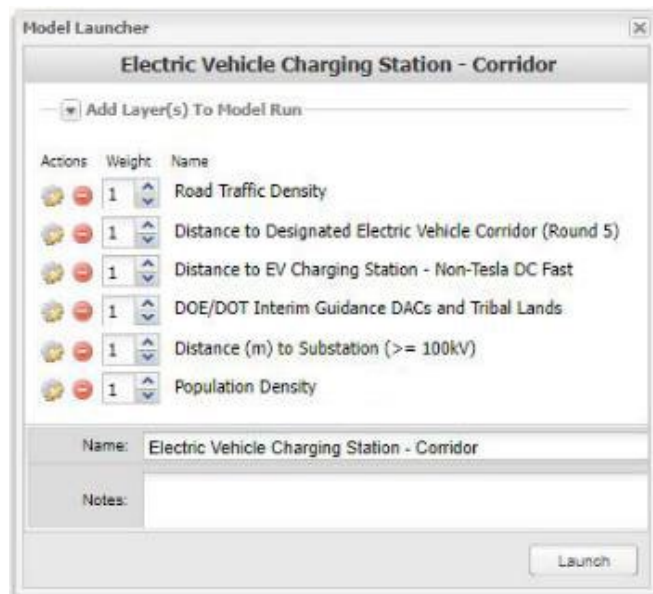 Model Launcher
Electric Vehicle Charging Station - Corridor
Add Layer(s) To Model Run
Actions Weight Name
1 Road Traffic Density
1 Distance to Designated Electric Vehicle Corridor (Round 5)
1 Distance to EV Charging Station - Non-Tesla DC Fast
1 DOE/DOT Interim Guidance DACs and Tribal Lands
1 Distance (m) to Substation (>= 100kV)
1 Population Density
Name: Electric Vehicle Charging Station - Corridor
Notes:
Launch